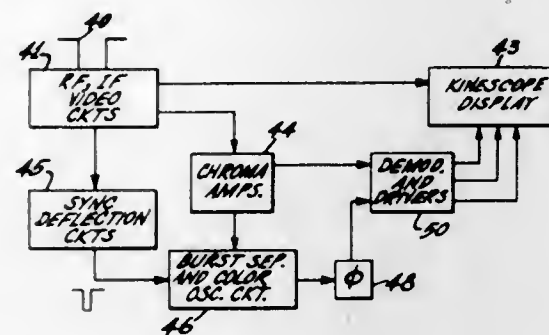 40
41
RF, IF
VIDEO
CKTS
43
KINESCOPE
DISPLAY
44
CHROMA
AMPS.
45
SYNC
DEFLECTION
CKTS
DEMOD.
AND
DRIVERS
50
BURST SEP.
AND COLOR
OSC. CKT.
46
Φ
48